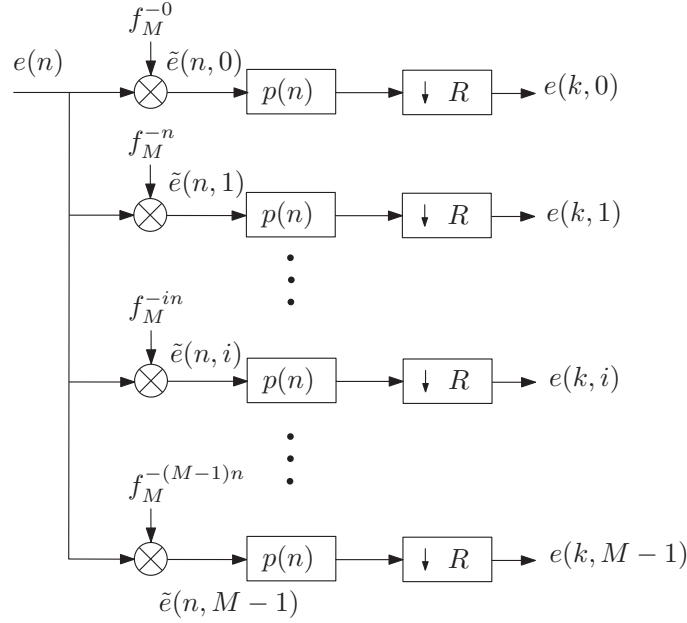 f_M^{-0}
e(n) ẽ(n, 0) p(n) ↓ R e(k, 0)
f_M^{-n}
ẽ(n, 1) p(n) ↓ R e(k, 1)
f_M^{-in}
ẽ(n, i) p(n) ↓ R e(k, i)
f_M^{-(M-1)n}
p(n) ↓ R e(k, M − 1)
ẽ(n, M − 1)